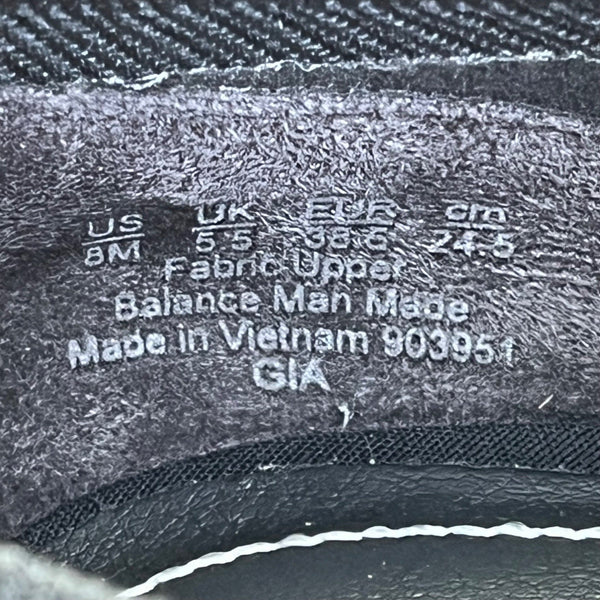 US UK EUR cm
8M 5.5 38.5 24.5
Fabric Upper
Balance Man Made
Made in Vietnam 903951
GIA